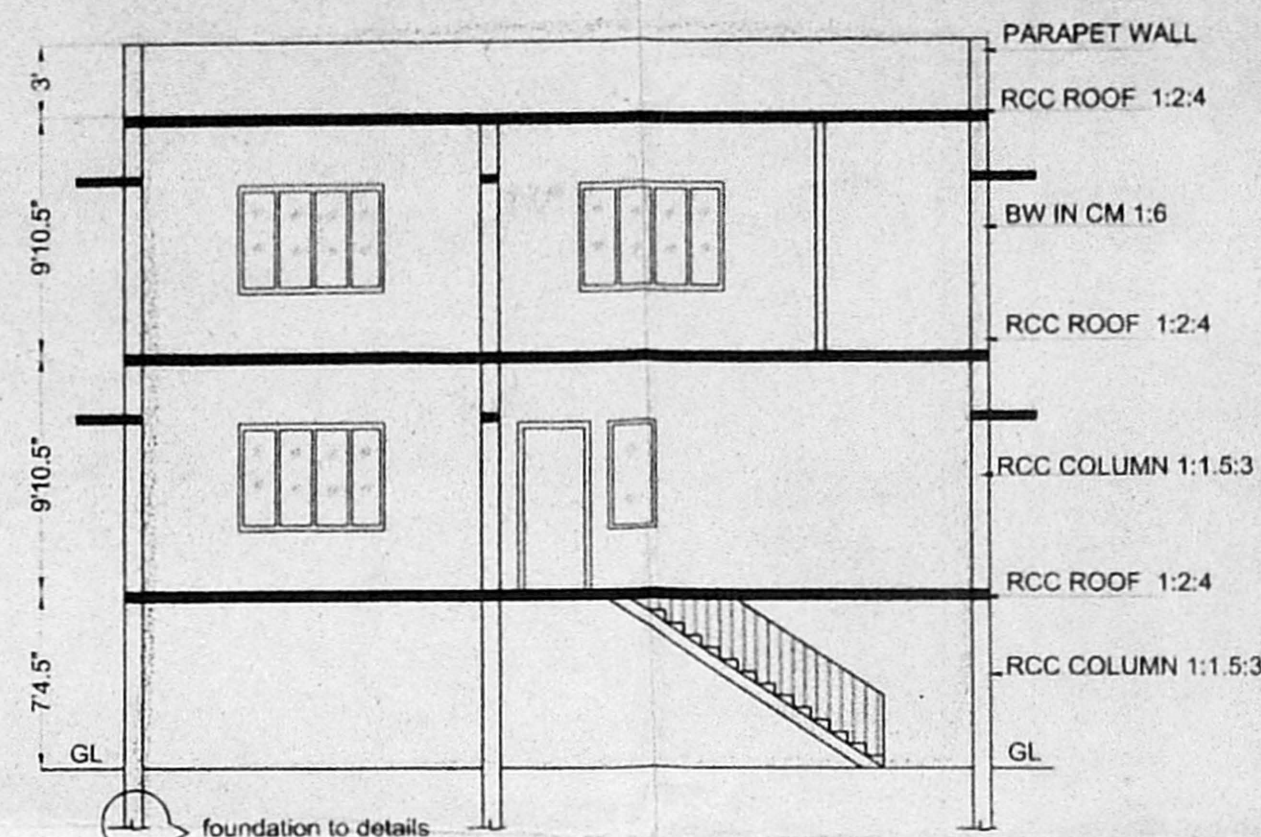 PARAPET WALL
3'
RCC ROOF 1:2:4
9'10.5"
BW IN CM 1:6
RCC ROOF 1:2:4
9'10.5"
RCC COLUMN 1:1.5:3
RCC ROOF 1:2:4
7'4.5"
RCC COLUMN 1:1.5:3
GL
GL
foundation to details